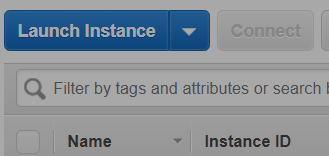 Launch Instance Connect
Filter by tags and attributes or search
Name Instance ID